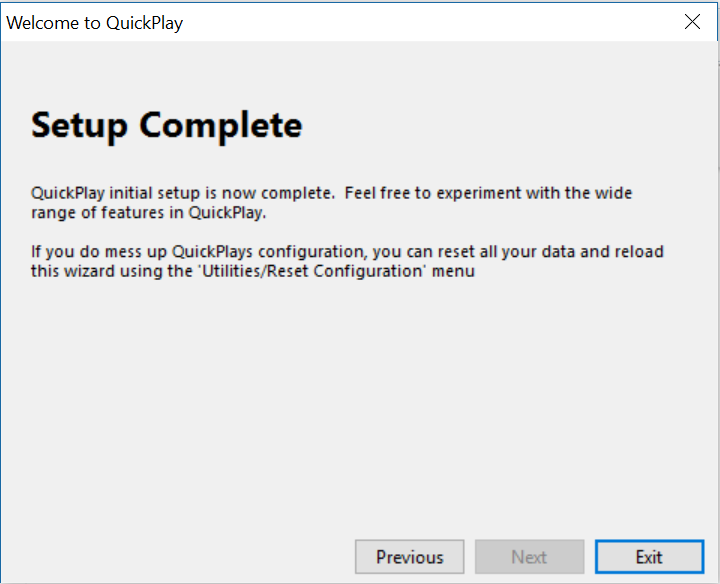 Welcome to QuickPlay
Setup Complete
QuickPlay initial setup is now complete.  Feel free to experiment with the wide
range of features in QuickPlay.
If you do mess up QuickPlays configuration, you can reset all your data and reload
this wizard using the 'Utilities/Reset Configuration' menu
Previous
Next
Exit